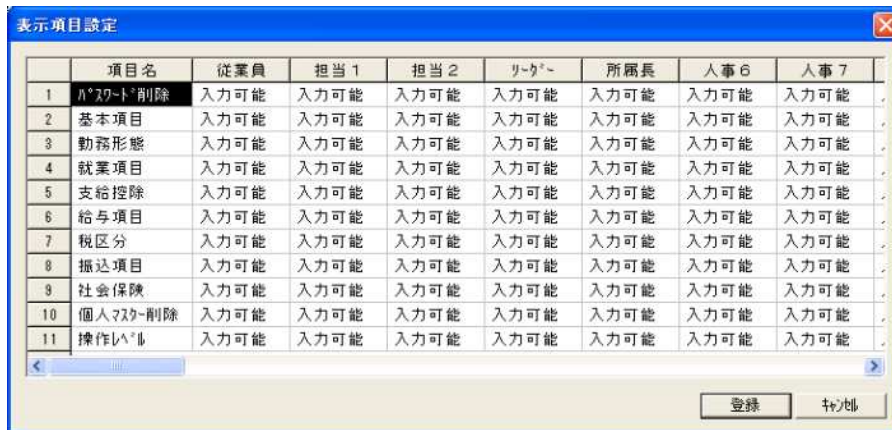 表示項目設定
項目名 従業員 担当1 担当2 ﾘｰﾀﾞｰ 所属長 人事6 人事7
1 ﾊﾟｽﾜｰﾄﾞ削除 入力可能 入力可能 入力可能 入力可能 入力可能 入力可能 入力可能
2 基本項目 入力可能 入力可能 入力可能 入力可能 入力可能 入力可能 入力可能
3 勤務形態 入力可能 入力可能 入力可能 入力可能 入力可能 入力可能 入力可能
4 就業項目 入力可能 入力可能 入力可能 入力可能 入力可能 入力可能 入力可能
5 支給控除 入力可能 入力可能 入力可能 入力可能 入力可能 入力可能 入力可能
6 給与項目 入力可能 入力可能 入力可能 入力可能 入力可能 入力可能 入力可能
7 税区分 入力可能 入力可能 入力可能 入力可能 入力可能 入力可能 入力可能
8 振込項目 入力可能 入力可能 入力可能 入力可能 入力可能 入力可能 入力可能
9 社会保険 入力可能 入力可能 入力可能 入力可能 入力可能 入力可能 入力可能
10 個人ﾏｽﾀｰ削除 入力可能 入力可能 入力可能 入力可能 入力可能 入力可能 入力可能
11 操作ﾚﾍﾞﾙ 入力可能 入力可能 入力可能 入力可能 入力可能 入力可能 入力可能
登録 ｷｬﾝｾﾙ